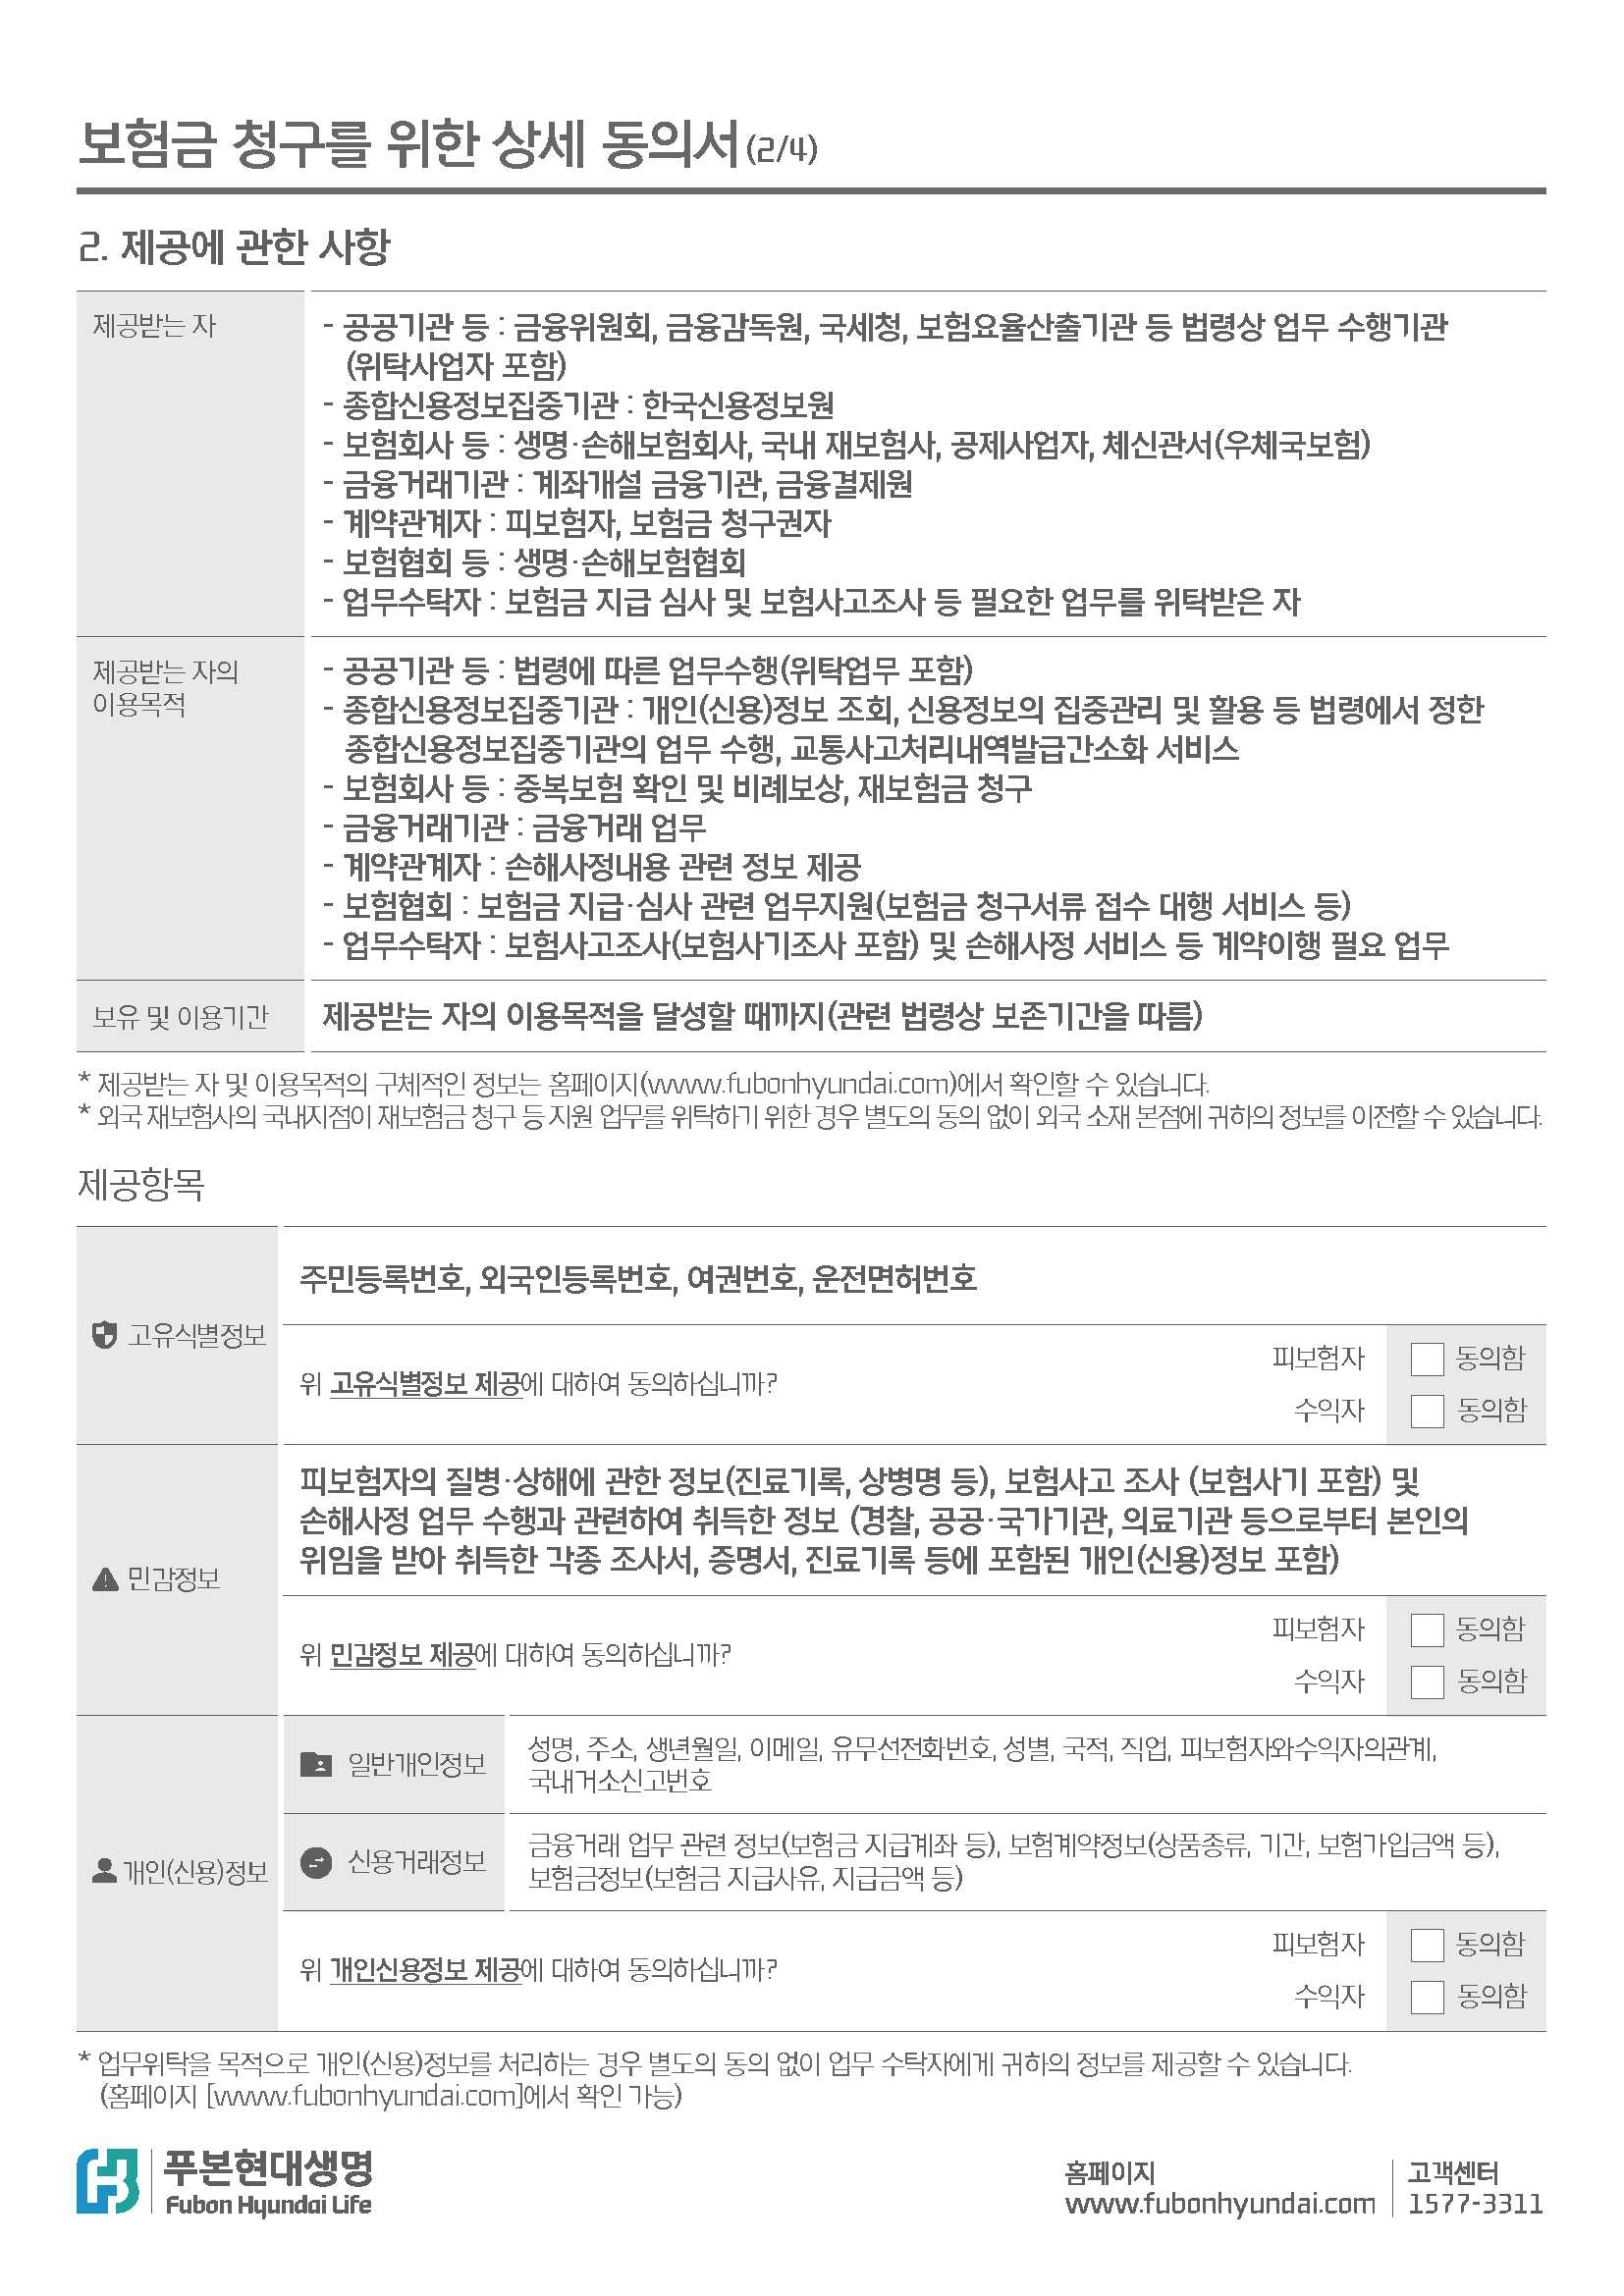 보험금 청구를 위한 상세 동의서 (2/4)
2. 제공에 관한 사항
제공받는 자
- 공공기관 등 : 금융위원회, 금융감독원, 국세청, 보험요율산출기관 등 법령상 업무 수행기관
(위탁사업자 포함)
- 종합신용정보집중기관 : 한국신용정보원
- 보험회사 등 : 생명·손해보험회사, 국내 재보험사, 공제사업자, 체신관서(우체국보험)
- 금융거래기관 : 계좌개설 금융기관, 금융결제원
- 계약관계자 : 피보험자, 보험금 청구권자
- 보험협회 등 : 생명·손해보험협회
- 업무수탁자 : 보험금 지급 심사 및 보험사고조사 등 필요한 업무를 위탁받은 자
제공받는 자의
이용목적
- 공공기관 등 : 법령에 따른 업무수행(위탁업무 포함)
- 종합신용정보집중기관 : 개인(신용)정보 조회, 신용정보의 집중관리 및 활용 등 법령에서 정한
종합신용정보집중기관의 업무 수행, 교통사고처리내역발급간소화 서비스
- 보험회사 등 : 중복보험 확인 및 비례보상, 재보험금 청구
- 금융거래기관 : 금융거래 업무
- 계약관계자 : 손해사정내용 관련 정보 제공
- 보험협회 : 보험금 지급·심사 관련 업무지원(보험금 청구서류 접수 대행 서비스 등)
- 업무수탁자 : 보험사고조사(보험사기조사 포함) 및 손해사정 서비스 등 계약이행 필요 업무
보유 및 이용기간
제공받는 자의 이용목적을 달성할 때까지(관련 법령상 보존기간을 따름)
* 제공받는 자 및 이용목적의 구체적인 정보는 홈페이지(www.fubonhyundai.com)에서 확인할 수 있습니다.
* 외국 재보험사의 국내지점이 재보험금 청구 등 지원 업무를 위탁하기 위한 경우 별도의 동의 없이 외국 소재 본점에 귀하의 정보를 이전할 수 있습니다.
제공항목
고유식별정보
주민등록번호, 외국인등록번호, 여권번호, 운전면허번호
위 고유식별정보 제공에 대하여 동의하십니까?
피보험자 동의함
수익자 동의함
민감정보
피보험자의 질병·상해에 관한 정보(진료기록, 상병명 등), 보험사고 조사 (보험사기 포함) 및
손해사정 업무 수행과 관련하여 취득한 정보 (경찰, 공공·국가기관, 의료기관 등으로부터 본인의
위임을 받아 취득한 각종 조사서, 증명서, 진료기록 등에 포함된 개인(신용)정보 포함)
위 민감정보 제공에 대하여 동의하십니까?
피보험자 동의함
수익자 동의함
개인(신용)정보
일반개인정보
성명, 주소, 생년월일, 이메일, 유무선전화번호, 성별, 국적, 직업, 피보험자와수익자의관계,
국내거소신고번호
신용거래정보
금융거래 업무 관련 정보(보험금 지급계좌 등), 보험계약정보(상품종류, 기간, 보험가입금액 등),
보험금정보(보험금 지급사유, 지급금액 등)
위 개인신용정보 제공에 대하여 동의하십니까?
피보험자 동의함
수익자 동의함
* 업무위탁을 목적으로 개인(신용)정보를 처리하는 경우 별도의 동의 없이 업무 수탁자에게 귀하의 정보를 제공할 수 있습니다.
(홈페이지 [www.fubonhyundai.com]에서 확인 가능)
푸본현대생명
Fubon Hyundai Life
홈페이지
www.fubonhyundai.com
고객센터
1577-3311